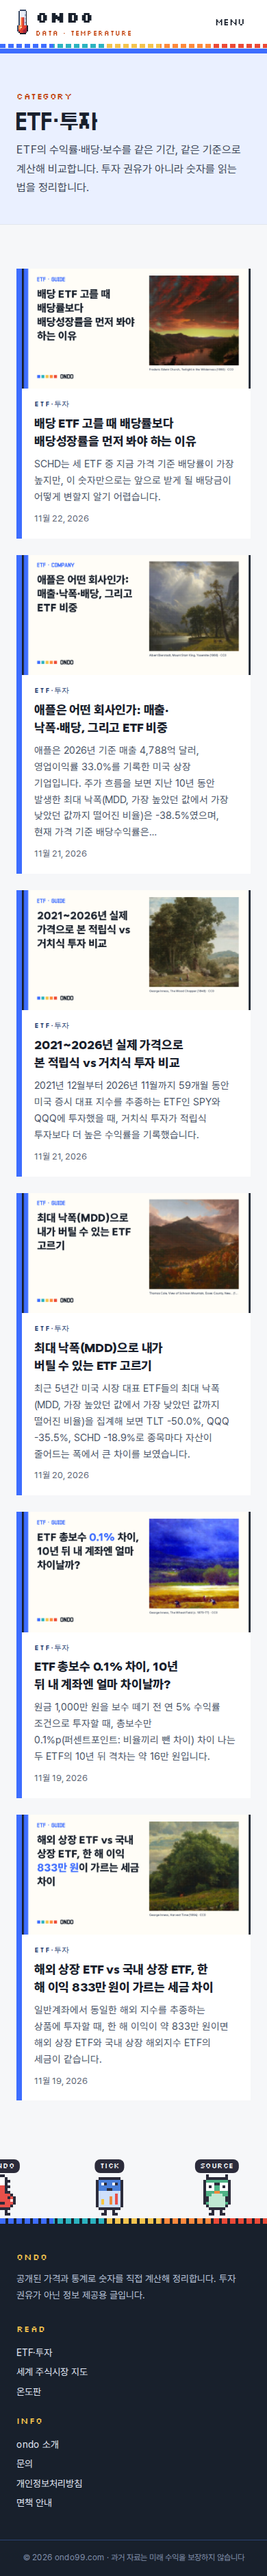 ONDO
DATA · TEMPERATURE
MENU
CATEGORY
ETF·투자
ETF의 수익률·배당·보수를 같은 기간, 같은 기준으로
계산해 비교합니다. 투자 권유가 아니라 숫자를 읽는
법을 정리합니다.
ETF · GUIDE
배당 ETF 고를 때
배당률보다
배당성장률을 먼저 봐야
하는 이유
ONDO
ETF·투자
배당 ETF 고를 때 배당률보다
배당성장률을 먼저 봐야 하는 이유
SCHD는 세 ETF 중 지금 가격 기준 배당률이 가장
높지만, 이 숫자만으로는 앞으로 받게 될 배당금이
어떻게 변할지 알기 어렵습니다.
11월 22, 2026
ETF · COMPANY
애플은 어떤 회사인가:
매출·낙폭·배당, 그리고
ETF 비중
ONDO
ETF·투자
애플은 어떤 회사인가: 매출·
낙폭·배당, 그리고 ETF 비중
애플은 2026년 기준 매출 4,788억 달러,
영업이익률 33.0%를 기록한 미국 상장
기업입니다. 주가 흐름을 보면 지난 10년 동안
발생한 최대 낙폭(MDD, 가장 높았던 값에서 가장
낮았던 값까지 떨어진 비율)은 -38.5%였으며,
현재 가격 기준 배당수익률은...
11월 21, 2026
ETF · GUIDE
2021~2026년 실제
가격으로 본 적립식 vs
거치식 투자 비교
ONDO
ETF·투자
2021~2026년 실제 가격으로
본 적립식 vs 거치식 투자 비교
2021년 12월부터 2026년 11월까지 59개월 동안
미국 증시 대표 지수를 추종하는 ETF인 SPY와
QQQ에 투자했을 때, 거치식 투자가 적립식
투자보다 더 높은 수익률을 기록했습니다.
11월 21, 2026
ETF · GUIDE
최대 낙폭(MDD)으로
내가 버틸 수 있는 ETF
고르기
ONDO
ETF·투자
최대 낙폭(MDD)으로 내가
버틸 수 있는 ETF 고르기
최근 5년간 미국 시장 대표 ETF들의 최대 낙폭
(MDD, 가장 높았던 값에서 가장 낮았던 값까지
떨어진 비율)을 집계해 보면 TLT -50.0%, QQQ
-35.5%, SCHD -18.9%로 종목마다 자산이
줄어드는 폭에서 큰 차이를 보였습니다.
11월 20, 2026
ETF · GUIDE
ETF 총보수 0.1% 차이,
10년 뒤 내 계좌엔 얼마
차이날까?
ONDO
ETF·투자
ETF 총보수 0.1% 차이, 10년
뒤 내 계좌엔 얼마 차이날까?
원금 1,000만 원을 보수 떼기 전 연 5% 수익률
조건으로 투자할 때, 총보수만
0.1%p(퍼센트포인트: 비율끼리 뺀 차이) 차이 나는
두 ETF의 10년 뒤 격차는 약 16만 원입니다.
11월 19, 2026
ETF · GUIDE
해외 상장 ETF vs 국내
상장 ETF, 한 해 이익
833만 원이 가르는 세금
차이
ONDO
ETF·투자
해외 상장 ETF vs 국내 상장 ETF, 한
해 이익 833만 원이 가르는 세금 차이
일반계좌에서 동일한 해외 지수를 추종하는
상품에 투자할 때, 한 해 이익이 약 833만 원이면
해외 상장 ETF와 국내 상장 해외지수 ETF의
세금이 같습니다.
11월 19, 2026
TICK
SOURCE
ONDO
공개된 가격과 통계로 숫자를 직접 계산해 정리합니다. 투자
권유가 아닌 정보 제공용 글입니다.
READ
ETF·투자
세계 주식시장 지도
온도판
INFO
ondo 소개
문의
개인정보처리방침
면책 안내
© 2026 ondo99.com · 과거 자료는 미래 수익을 보장하지 않습니다